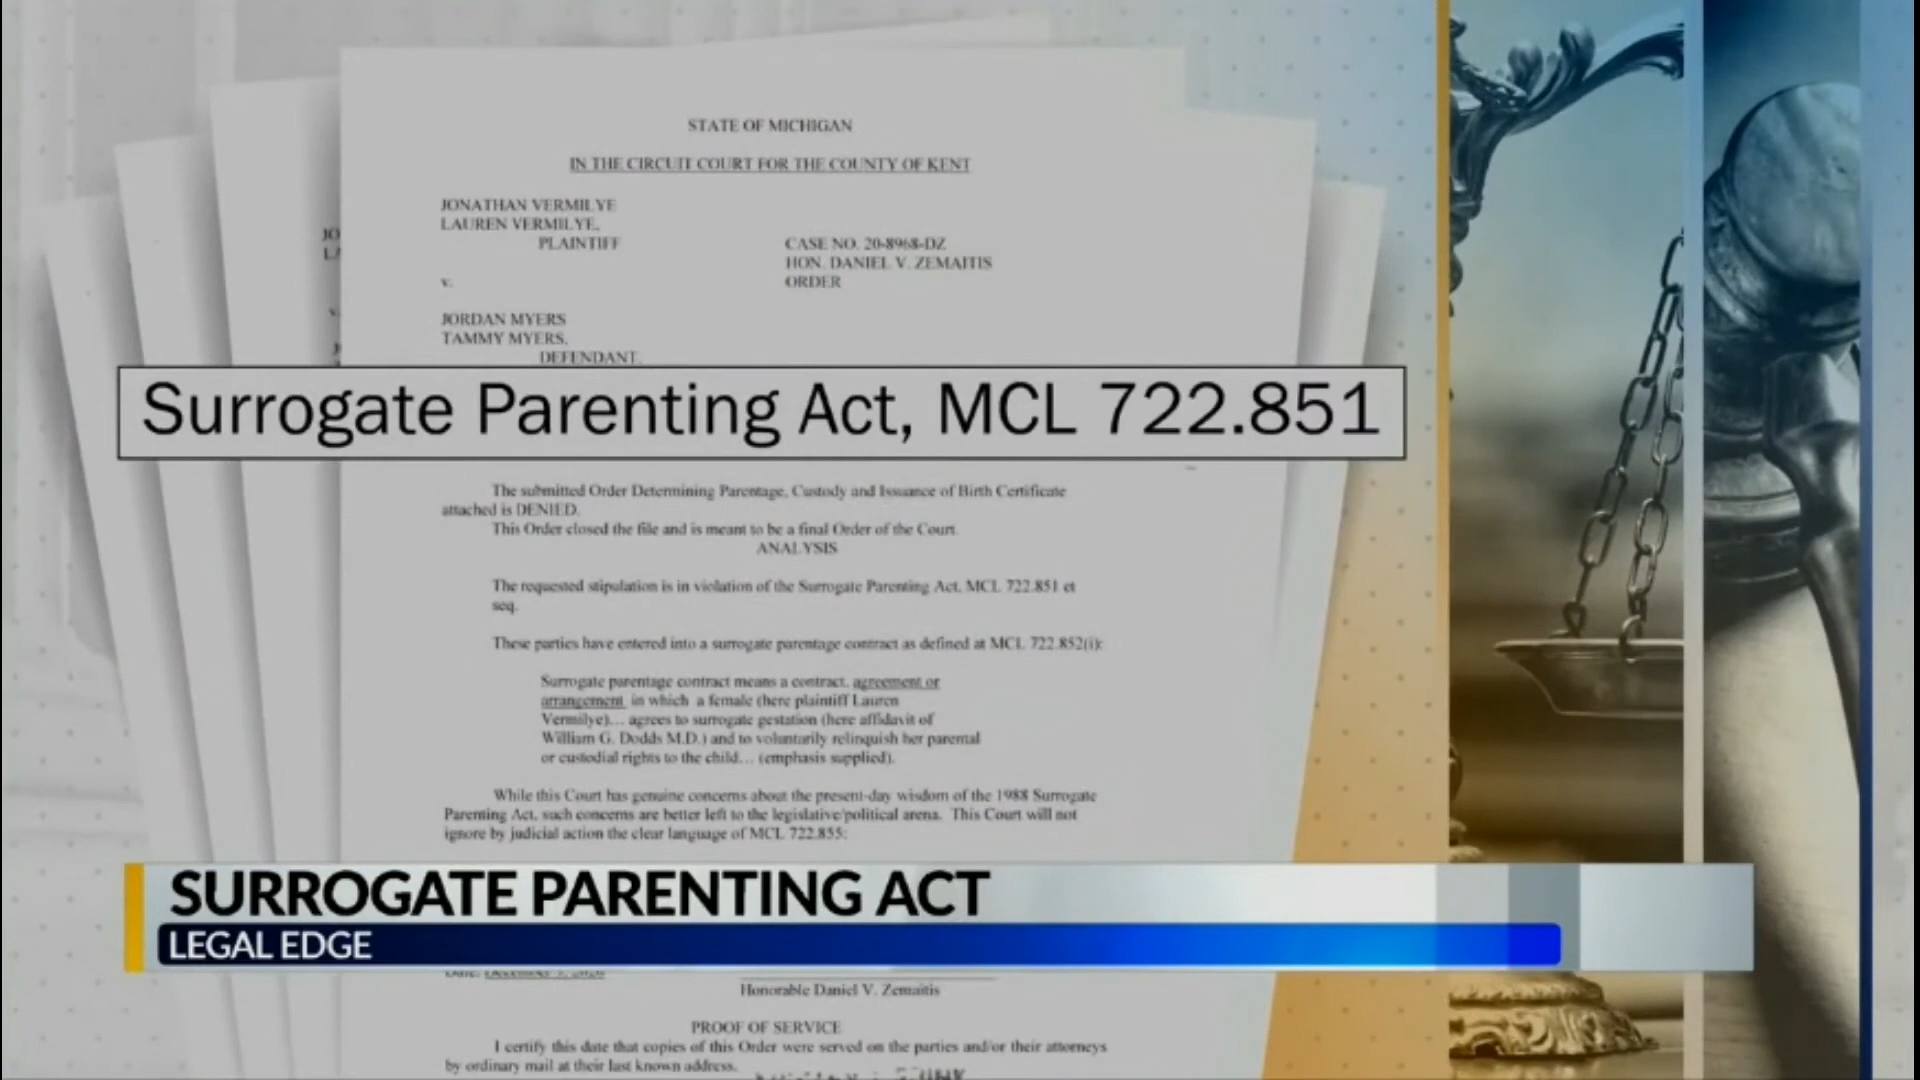 STATE OF MICHIGAN
IN THE CIRCUIT COURT FOR THE COUNTY OF KENT
JONATHAN VERMILYE
LAUREN VERMILYE,
PLAINTIFF
CASE NO. 20-8968-DZ
HON. DANIEL V. ZEMAITIS
v.
ORDER
JORDAN MYERS
TAMMY MYERS,
DEFENDANT.
Surrogate Parenting Act, MCL 722.851
The submitted Order Determining Parentage, Custody and Issuance of Birth Certificate
attached is DENIED.
This Order closed the file and is meant to be a final Order of the Court.
ANALYSIS
The requested stipulation is in violation of the Surrogate Parenting Act, MCL 722.851 et
seq.
These parties have entered into a surrogate parentage contract as defined at MCL 722.852(i):
Surrogate parentage contract means a contract, agreement or
arrangement in which a female (here plaintiff Lauren
Vermilye)... agrees to surrogate gestation (here affidavit of
William G. Dodds M.D.) and to voluntarily relinquish her parental
or custodial rights to the child... (emphasis supplied).
While this Court has genuine concerns about the present-day wisdom of the 1988 Surrogate
Parenting Act, such concerns are better left to the legislative/political arena. This Court will not
ignore by judicial action the clear language of MCL 722.855:
SURROGATE PARENTING ACT
LEGAL EDGE
Honorable Daniel V. Zemaitis
PROOF OF SERVICE
I certify this date that copies of this Order were served on the parties and/or their attorneys
by ordinary mail at their last known address.